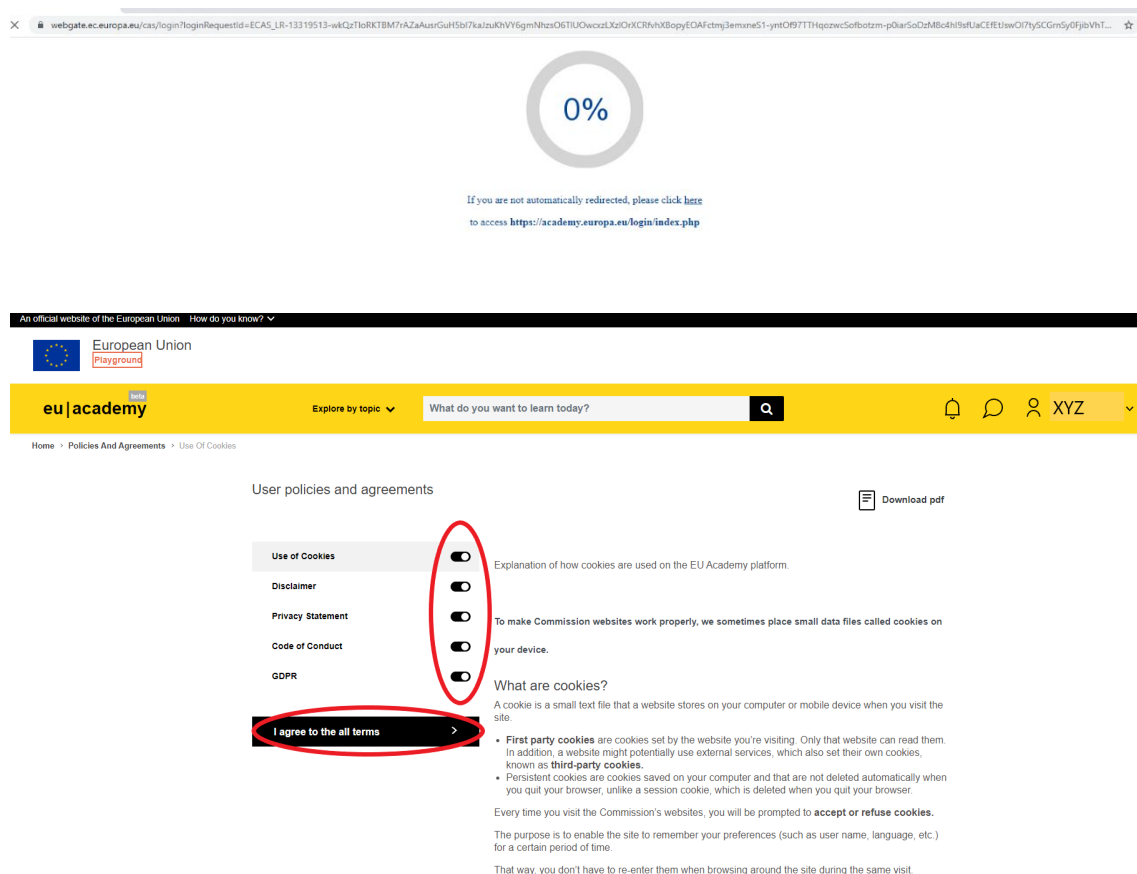 0%
If you are not automatically redirected, please click here
to access https://academy.europa.eu/login/index.php
An official website of the European Union How do you know?
European Union
Playground
beta
eu|academy
Explore by topic
What do you want to learn today?
XYZ
Home > Policies And Agreements > Use Of Cookies
User policies and agreements
Download pdf
Use of Cookies
Disclaimer
Privacy Statement
Code of Conduct
GDPR
I agree to the all terms >
Explanation of how cookies are used on the EU Academy platform.
To make Commission websites work properly, we sometimes place small data files called cookies on
your device.
What are cookies?
A cookie is a small text file that a website stores on your computer or mobile device when you visit the
site.
• First party cookies are cookies set by the website you're visiting. Only that website can read them.
In addition, a website might potentially use external services, which also set their own cookies,
known as third-party cookies.
• Persistent cookies are cookies saved on your computer and that are not deleted automatically when
you quit your browser, unlike a session cookie, which is deleted when you quit your browser.
Every time you visit the Commission's websites, you will be prompted to accept or refuse cookies.
The purpose is to enable the site to remember your preferences (such as user name, language, etc.)
for a certain period of time.
That way, you don't have to re-enter them when browsing around the site during the same visit.